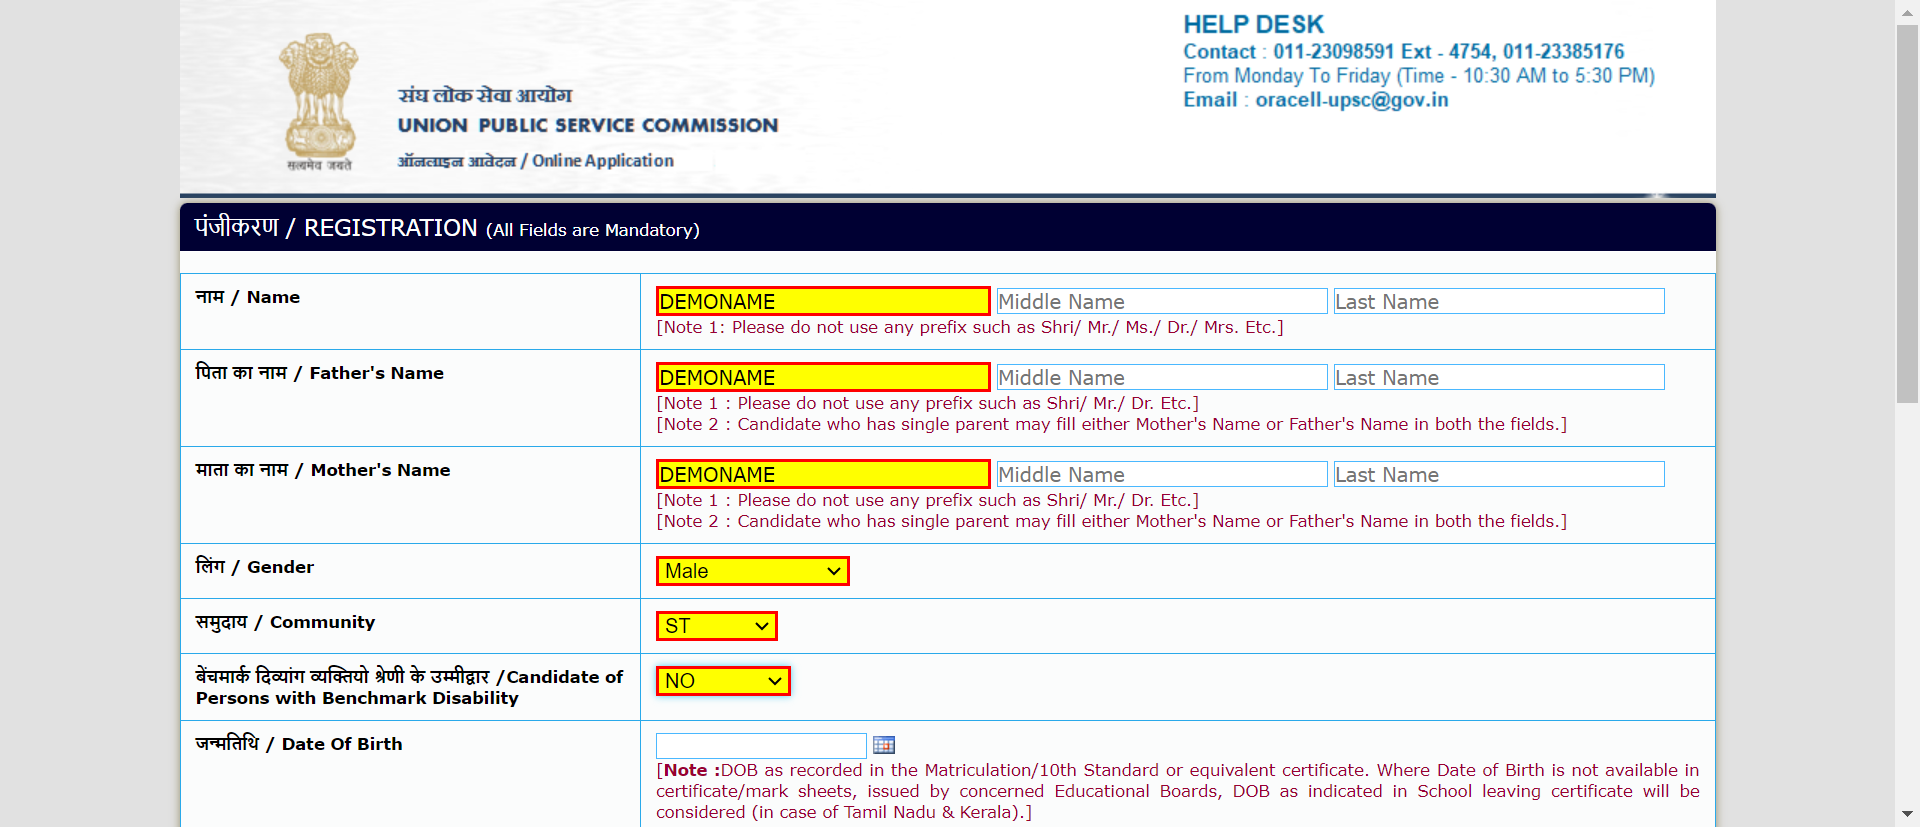 HELP DESK
Contact : 011-23098591 Ext - 4754, 011-23385176
From Monday To Friday (Time - 10:30 AM to 5:30 PM)
Email : oracell-upsc@gov.in
सत्यमेव जयते
संघ लोक सेवा आयोग
UNION PUBLIC SERVICE COMMISSION
ऑनलाइन आवेदन / Online Application
पंजीकरण / REGISTRATION (All Fields are Mandatory)
नाम / Name
DEMONAME Middle Name Last Name
[Note 1: Please do not use any prefix such as Shri/ Mr./ Ms./ Dr./ Mrs. Etc.]
पिता का नाम / Father's Name
DEMONAME Middle Name Last Name
[Note 1 : Please do not use any prefix such as Shri/ Mr./ Dr. Etc.]
[Note 2 : Candidate who has single parent may fill either Mother's Name or Father's Name in both the fields.]
माता का नाम / Mother's Name
DEMONAME Middle Name Last Name
[Note 1 : Please do not use any prefix such as Shri/ Mr./ Dr. Etc.]
[Note 2 : Candidate who has single parent may fill either Mother's Name or Father's Name in both the fields.]
लिंग / Gender
Male
समुदाय / Community
ST
बेंचमार्क दिव्यांग व्यक्तियो श्रेणी के उम्मीद्वार /Candidate of
Persons with Benchmark Disability
NO
जन्मतिथि / Date Of Birth
[Note :DOB as recorded in the Matriculation/10th Standard or equivalent certificate. Where Date of Birth is not available in
certificate/mark sheets, issued by concerned Educational Boards, DOB as indicated in School leaving certificate will be
considered (in case of Tamil Nadu & Kerala).]